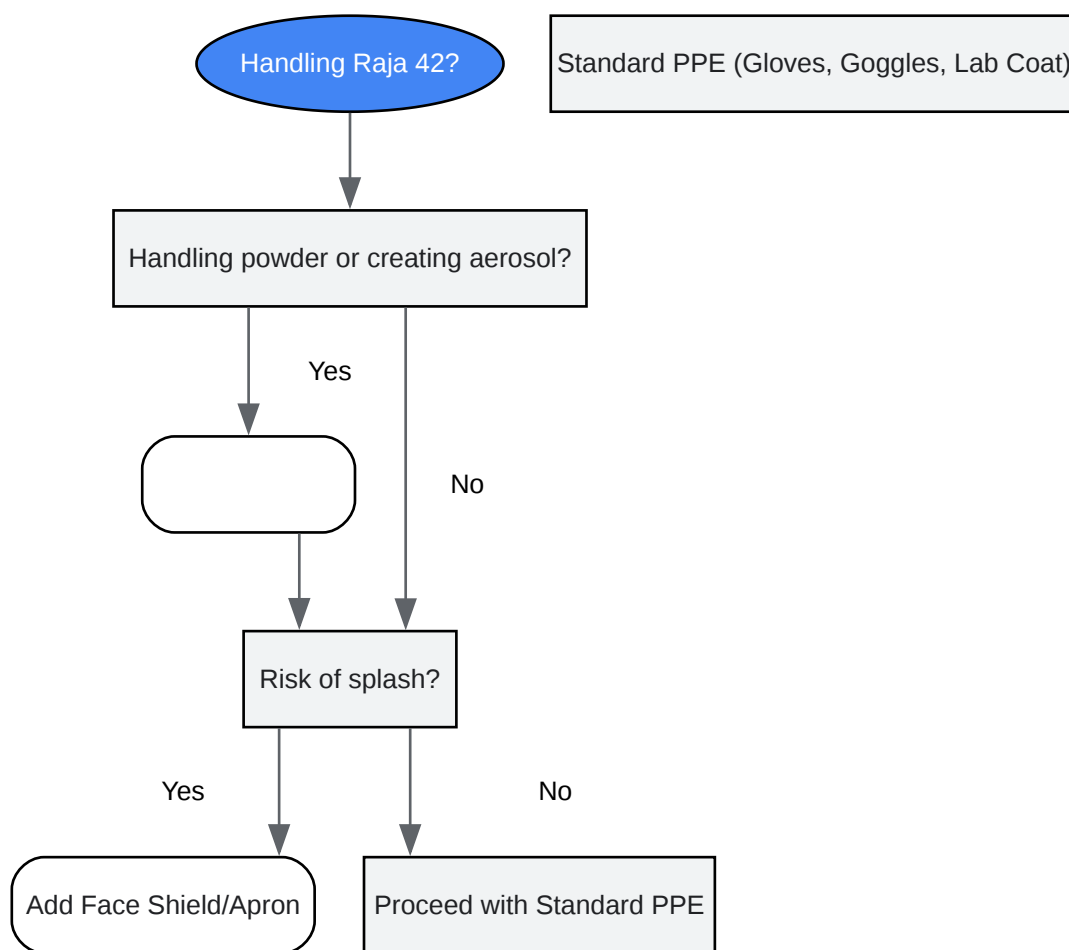 Handling Raja 42?
Standard PPE (Gloves, Goggles, Lab Coat)
Handling powder or creating aerosol?
Yes
No
Risk of splash?
Yes
No
Add Face Shield/Apron
Proceed with Standard PPE